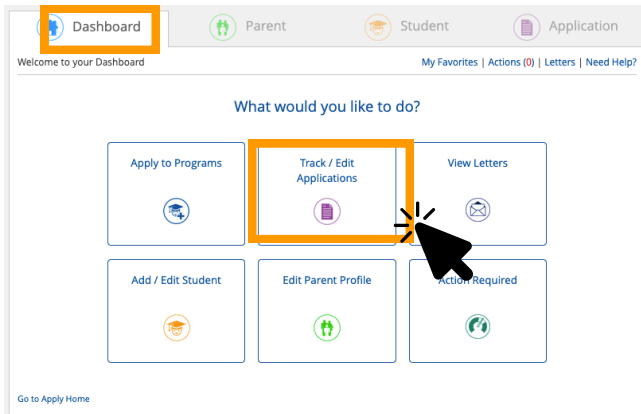 Dashboard
Parent
Student
Application
Welcome to your Dashboard
My Favorites | Actions (0) | Letters | Need Help?
What would you like to do?
Apply to Programs
Track / Edit
Applications
View Letters
Add / Edit Student
Edit Parent Profile
Action Required
Go to Apply Home